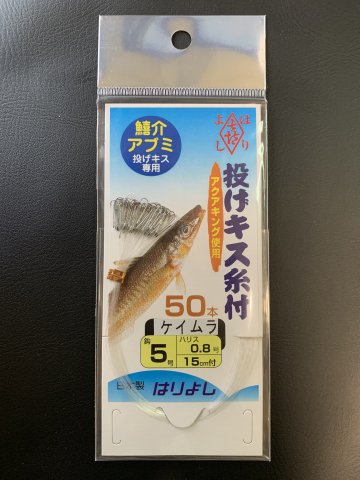 鱚介
アブミ
投げキス
専用
はり
よし
投げキス糸付
アクアキング使用
50本
ケイムラ
鈎 5号
ハリス 0.8号
15cm付
日本製 はりよし